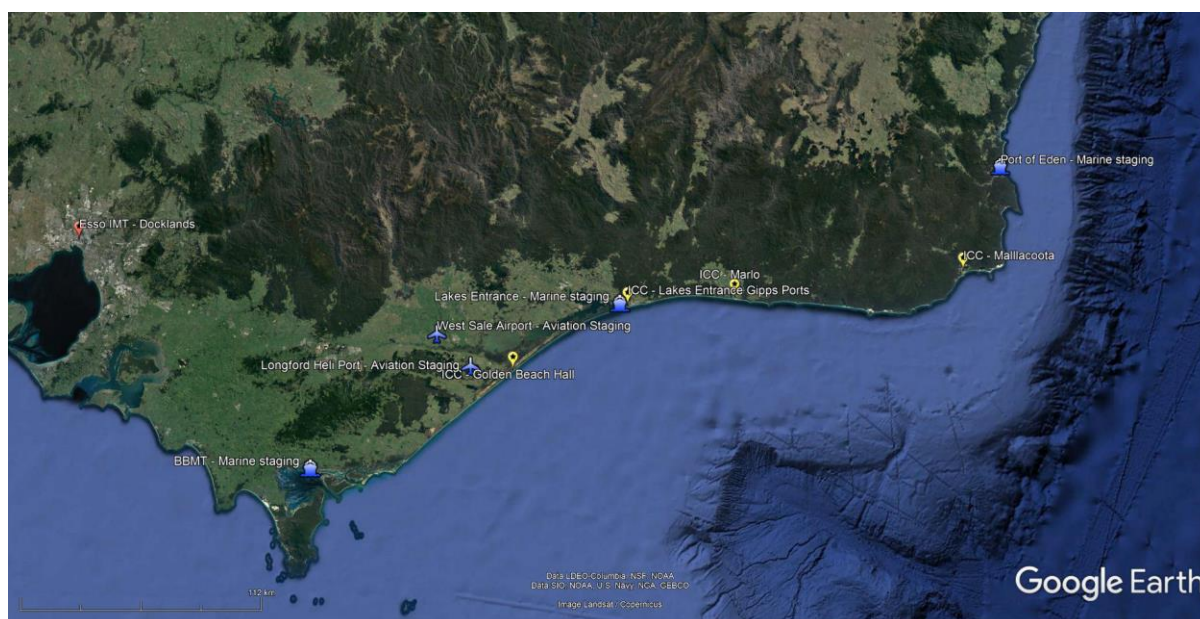 Port of Eden - Marine staging
Esso IMT - Docklands
ICC - Malllacoota
ICC - Marlo
ICC - Lakes Entrance Gipps Ports
Lakes Entrance - Marine staging
West Sale Airport - Aviation Staging
Longford Heli Port - Aviation Staging
ICC - Golden Beach Hall
BBMT - Marine staging
Data LDEO-Columbia, NSF, NOAA
Data SIO, NOAA, U.S. Navy, NGA, GEBCO
Image Landsat / Copernicus
112 km
Google Earth